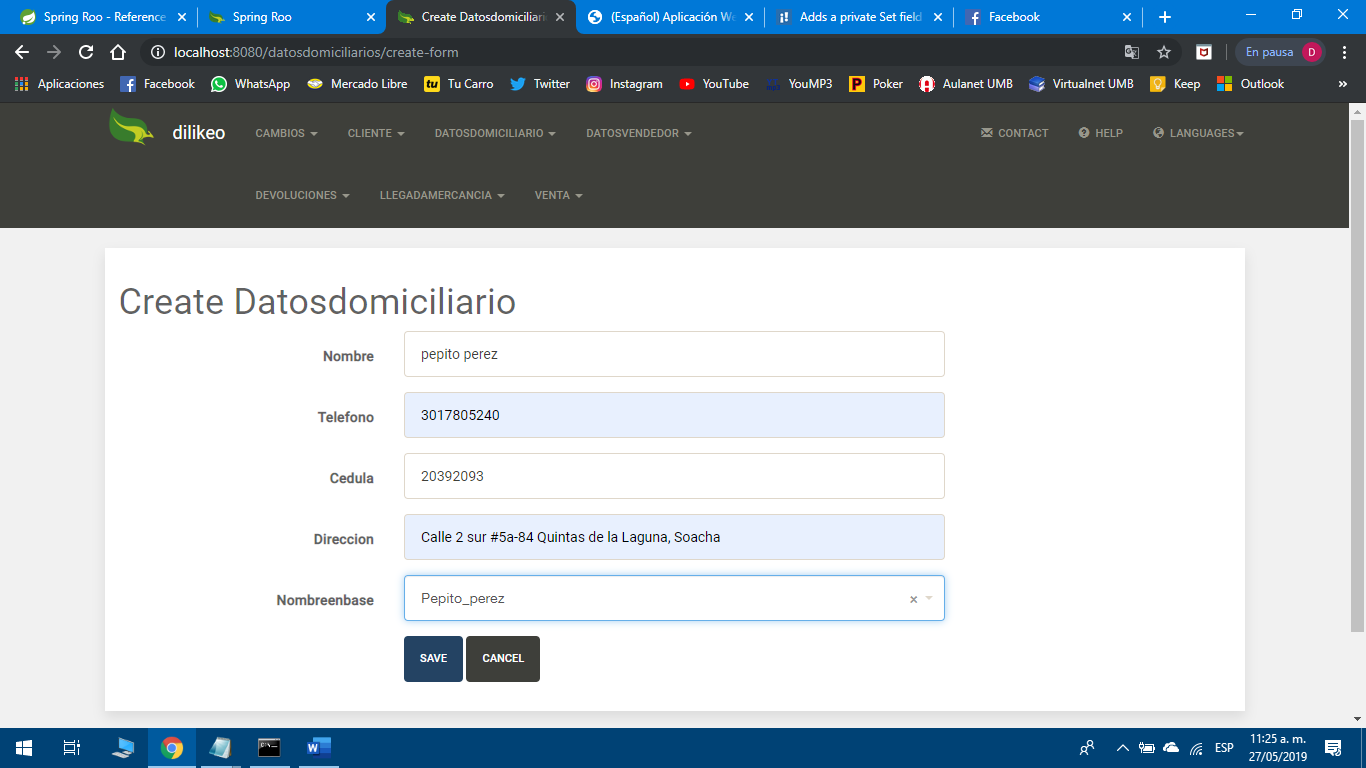 Spring Roo - Reference
Spring Roo
Create Datosdomiciliari
(Español) Aplicación We
Adds a private Set field
Facebook
localhost:8080/datosdomiciliarios/create-form
En pausa
D
Aplicaciones
Facebook
WhatsApp
Mercado Libre
tu
Tu Carro
Twitter
Instagram
YouTube
YouMP3
P
Poker
Aulanet UMB
Virtualnet UMB
Keep
Outlook
»
dilikeo
CAMBIOS
CLIENTE
DATOSDOMICILIARIO
DATOSVENDEDOR
CONTACT
HELP
LANGUAGES
DEVOLUCIONES
LLEGADAMERCANCIA
VENTA
Create Datosdomiciliario
Nombre
pepito perez
Telefono
3017805240
Cedula
20392093
Direccion
Calle 2 sur #5a-84 Quintas de la Laguna, Soacha
Nombreenbase
Pepito_perez
×
SAVE
CANCEL
ESP
11:25 a. m.
27/05/2019